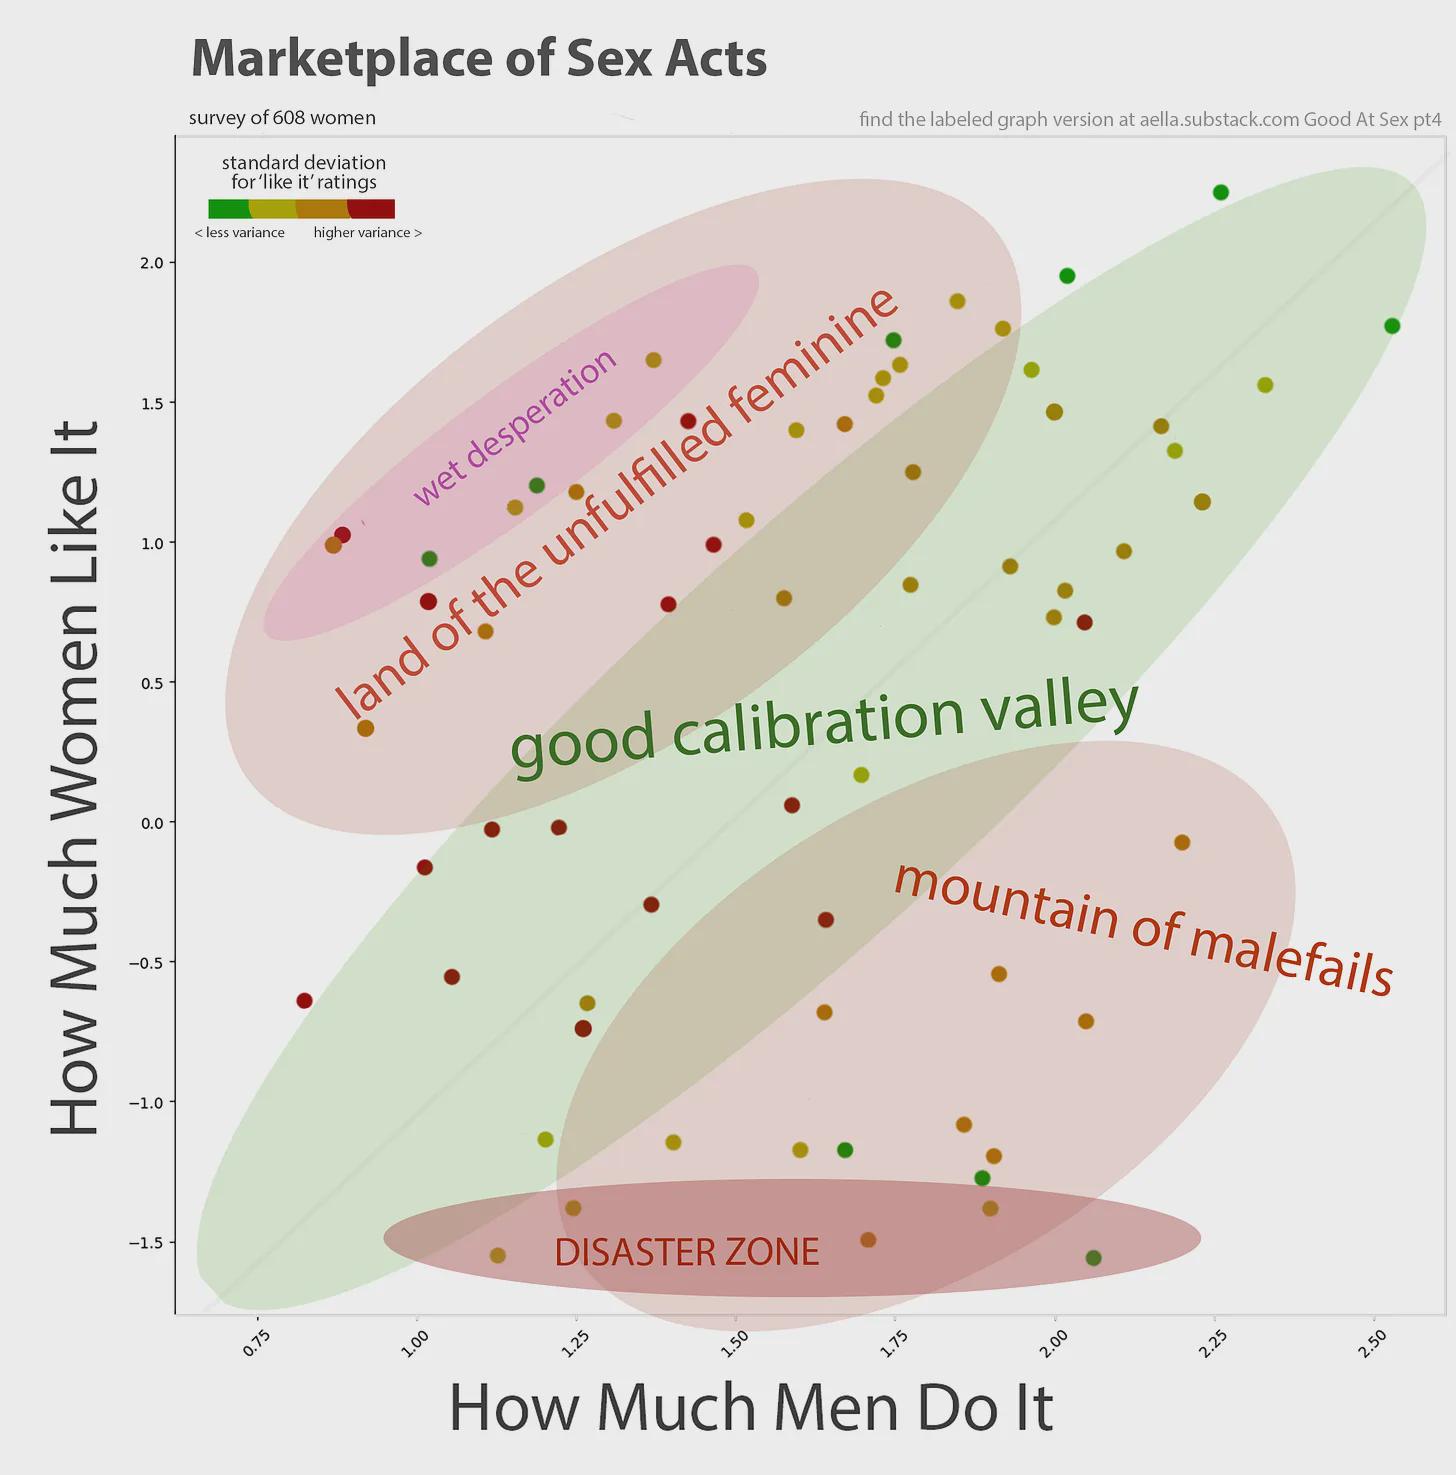 Marketplace of Sex Acts
survey of 608 women
find the labeled graph version at aella.substack.com Good At Sex pt4
standard deviation
for 'like it' ratings
< less variance
higher variance >
How Much Women Like It
2.0
1.5
1.0
0.5
0.0
−0.5
−1.0
−1.5
wet desperation
land of the unfulfilled feminine
good calibration valley
mountain of malefails
DISASTER ZONE
0.75
1.00
1.25
1.50
1.75
2.00
2.25
2.50
How Much Men Do It